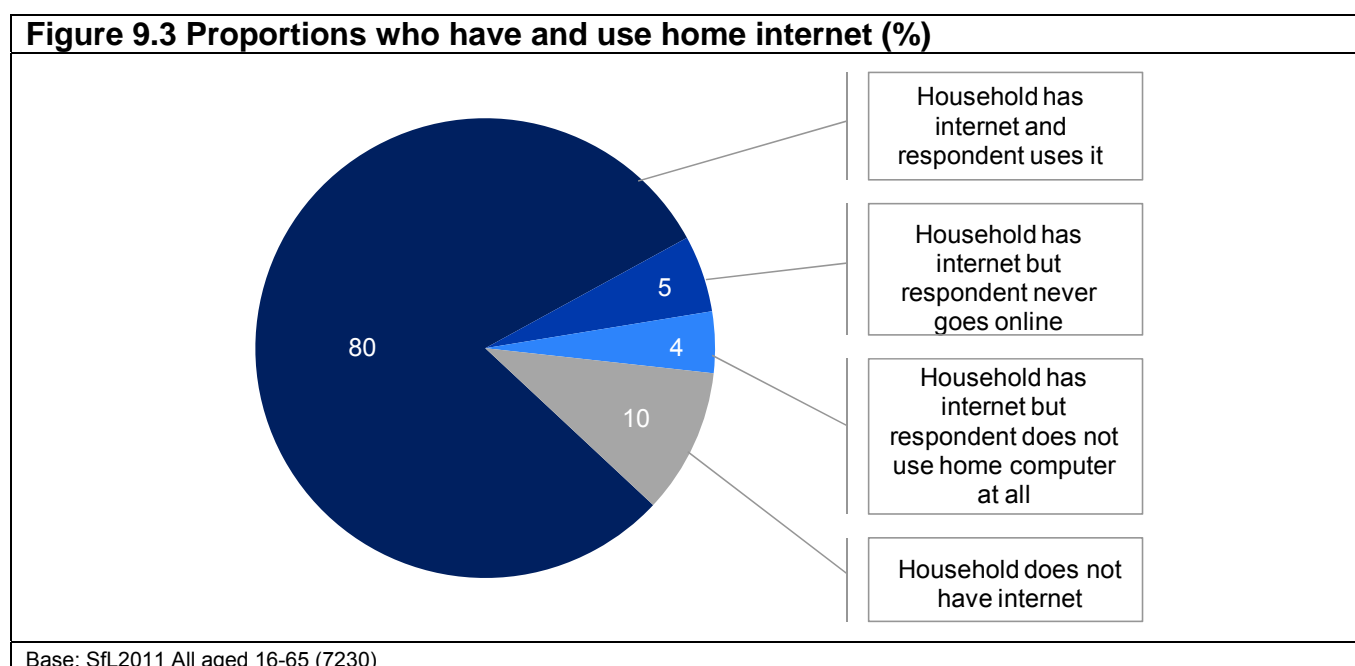 Figure 9.3 Proportions who have and use home internet (%)
Household has
internet and
respondent uses it
Household has
internet but
respondent never
goes online
Household has
internet but
respondent does not
use home computer
at all
Household does not
have internet
80
5
4
10
Base: SfL2011 All aged 16-65 (7230)